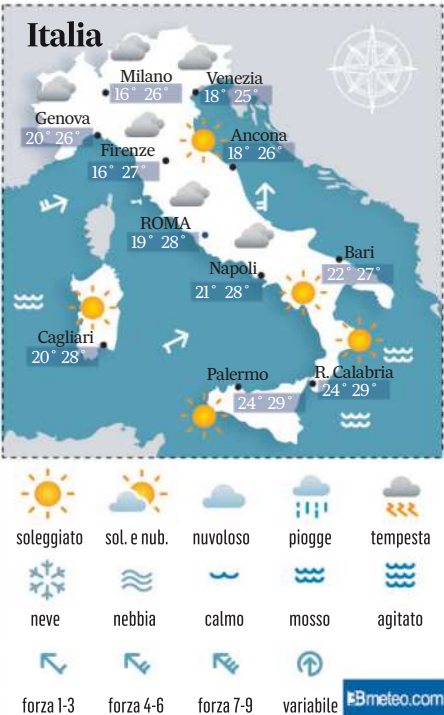 Italia
Milano
16° 26°
Venezia
18° 25°
Genova
20° 26°
Firenze
16° 27°
Ancona
18° 26°
ROMA
19° 28°
Napoli
21° 28°
Bari
22° 27°
Cagliari
20° 28°
Palermo
24° 29°
R. Calabria
24° 29°
soleggiato sol. e nub. nuvoloso piogge tempesta
neve nebbia calmo mosso agitato
forza 1-3 forza 4-6 forza 7-9 variabile
3Bmeteo.com